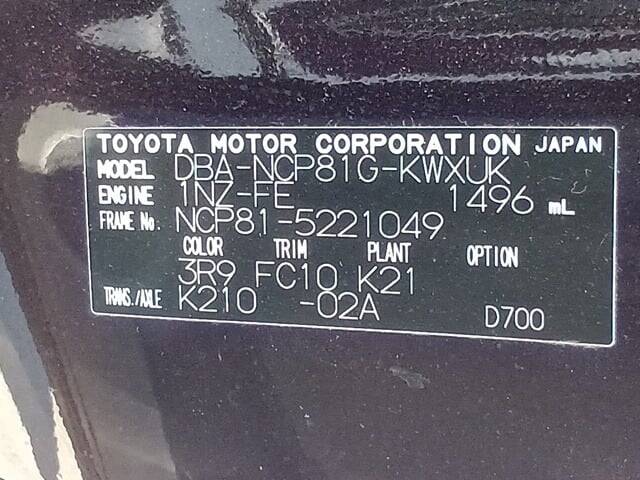 TOYOTA MOTOR CORPORATION JAPAN
MODEL DBA-NCP81G-KWXUK
ENGINE 1NZ-FE 1496 mL
FRAME No. NCP81-5221049
COLOR TRIM PLANT OPTION
3R9 FC10 K21
TRANS./AXLE K210 -02A D700